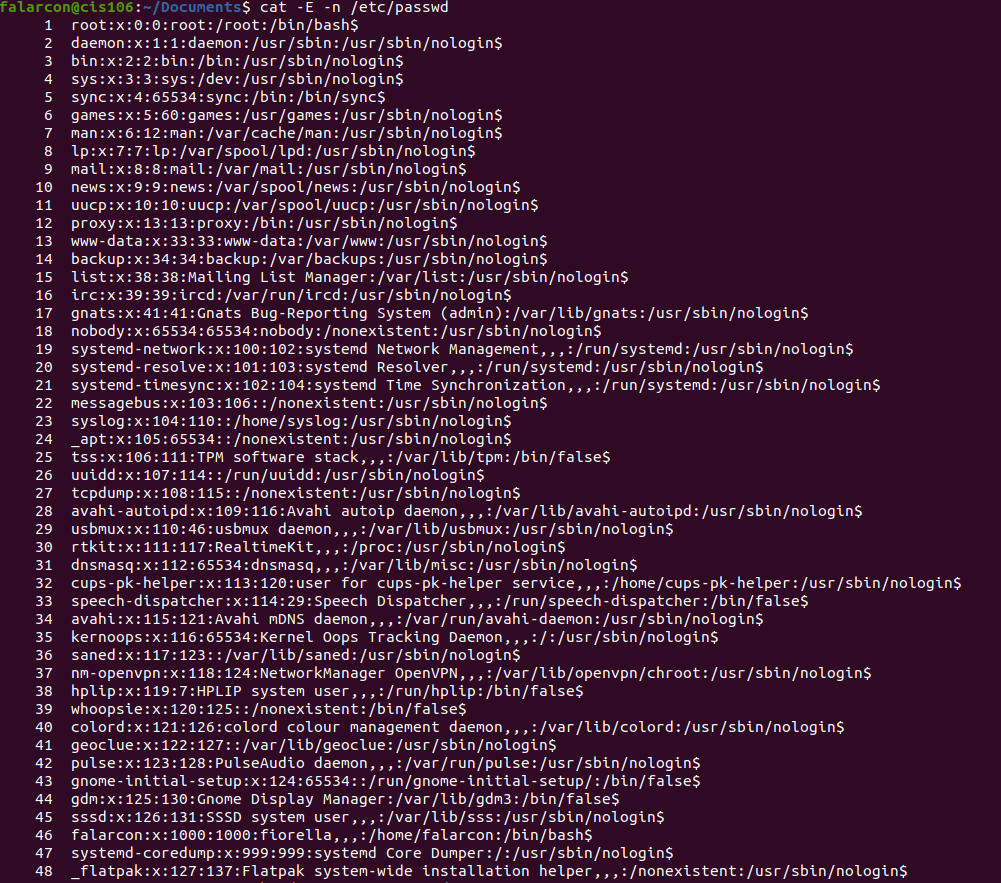 falarcon@cis106:~/Documents$ cat -E -n /etc/passwd
1 root:x:0:0:root:/root:/bin/bash$
2 daemon:x:1:1:daemon:/usr/sbin:/usr/sbin/nologin$
3 bin:x:2:2:bin:/bin:/usr/sbin/nologin$
4 sys:x:3:3:sys:/dev:/usr/sbin/nologin$
5 sync:x:4:65534:sync:/bin:/bin/sync$
6 games:x:5:60:games:/usr/games:/usr/sbin/nologin$
7 man:x:6:12:man:/var/cache/man:/usr/sbin/nologin$
8 lp:x:7:7:lp:/var/spool/lpd:/usr/sbin/nologin$
9 mail:x:8:8:mail:/var/mail:/usr/sbin/nologin$
10 news:x:9:9:news:/var/spool/news:/usr/sbin/nologin$
11 uucp:x:10:10:uucp:/var/spool/uucp:/usr/sbin/nologin$
12 proxy:x:13:13:proxy:/bin:/usr/sbin/nologin$
13 www-data:x:33:33:www-data:/var/www:/usr/sbin/nologin$
14 backup:x:34:34:backup:/var/backups:/usr/sbin/nologin$
15 list:x:38:38:Mailing List Manager:/var/list:/usr/sbin/nologin$
16 irc:x:39:39:ircd:/var/run/ircd:/usr/sbin/nologin$
17 gnats:x:41:41:Gnats Bug-Reporting System (admin):/var/lib/gnats:/usr/sbin/nologin$
18 nobody:x:65534:65534:nobody:/nonexistent:/usr/sbin/nologin$
19 systemd-network:x:100:102:systemd Network Management,,,:/run/systemd:/usr/sbin/nologin$
20 systemd-resolve:x:101:103:systemd Resolver,,,:/run/systemd:/usr/sbin/nologin$
21 systemd-timesync:x:102:104:systemd Time Synchronization,,,:/run/systemd:/usr/sbin/nologin$
22 messagebus:x:103:106::/nonexistent:/usr/sbin/nologin$
23 syslog:x:104:110::/home/syslog:/usr/sbin/nologin$
24 _apt:x:105:65534::/nonexistent:/usr/sbin/nologin$
25 tss:x:106:111:TPM software stack,,,:/var/lib/tpm:/bin/false$
26 uuidd:x:107:114::/run/uuidd:/usr/sbin/nologin$
27 tcpdump:x:108:115::/nonexistent:/usr/sbin/nologin$
28 avahi-autoipd:x:109:116:Avahi autoip daemon,,,:/var/lib/avahi-autoipd:/usr/sbin/nologin$
29 usbmux:x:110:46:usbmux daemon,,,:/var/lib/usbmux:/usr/sbin/nologin$
30 rtkit:x:111:117:RealtimeKit,,,:/proc:/usr/sbin/nologin$
31 dnsmasq:x:112:65534:dnsmasq,,,:/var/lib/misc:/usr/sbin/nologin$
32 cups-pk-helper:x:113:120:user for cups-pk-helper service,,,:/home/cups-pk-helper:/usr/sbin/nologin$
33 speech-dispatcher:x:114:29:Speech Dispatcher,,,:/run/speech-dispatcher:/bin/false$
34 avahi:x:115:121:Avahi mDNS daemon,,,:/var/run/avahi-daemon:/usr/sbin/nologin$
35 kernoops:x:116:65534:Kernel Oops Tracking Daemon,,,:/:/usr/sbin/nologin$
36 saned:x:117:123::/var/lib/saned:/usr/sbin/nologin$
37 nm-openvpn:x:118:124:NetworkManager OpenVPN,,,:/var/lib/openvpn/chroot:/usr/sbin/nologin$
38 hplip:x:119:7:HPLIP system user,,,:/run/hplip:/bin/false$
39 whoopsie:x:120:125::/nonexistent:/bin/false$
40 colord:x:121:126:colord colour management daemon,,,:/var/lib/colord:/usr/sbin/nologin$
41 geoclue:x:122:127::/var/lib/geoclue:/usr/sbin/nologin$
42 pulse:x:123:128:PulseAudio daemon,,,:/var/run/pulse:/usr/sbin/nologin$
43 gnome-initial-setup:x:124:65534::/run/gnome-initial-setup/:/bin/false$
44 gdm:x:125:130:Gnome Display Manager:/var/lib/gdm3:/bin/false$
45 sssd:x:126:131:SSSD system user,,,:/var/lib/sss:/usr/sbin/nologin$
46 falarcon:x:1000:1000:fiorella,,,:/home/falarcon:/bin/bash$
47 systemd-coredump:x:999:999:systemd Core Dumper:/:/usr/sbin/nologin$
48 _flatpak:x:127:137:Flatpak system-wide installation helper,,,:/nonexistent:/usr/sbin/nologin$